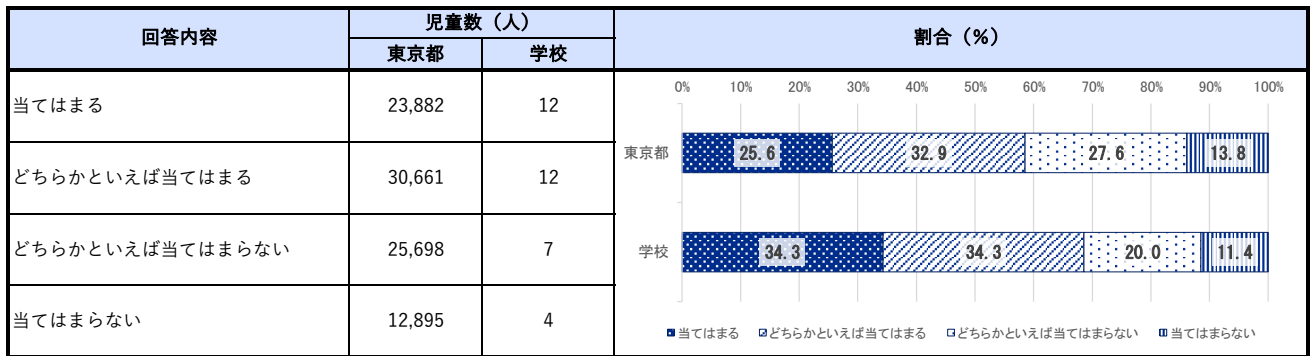 回答内容 児童数（人） 割合（%）
東京都 学校
当てはまる 23,882 12
どちらかといえば当てはまる 30,661 12
どちらかといえば当てはまらない 25,698 7
当てはまらない 12,895 4
0% 10% 20% 30% 40% 50% 60% 70% 80% 90% 100%
東京都 25.6 32.9 27.6 13.8
学校 34.3 34.3 20.0 11.4
当てはまる どちらかといえば当てはまる どちらかといえば当てはまらない 当てはまらない